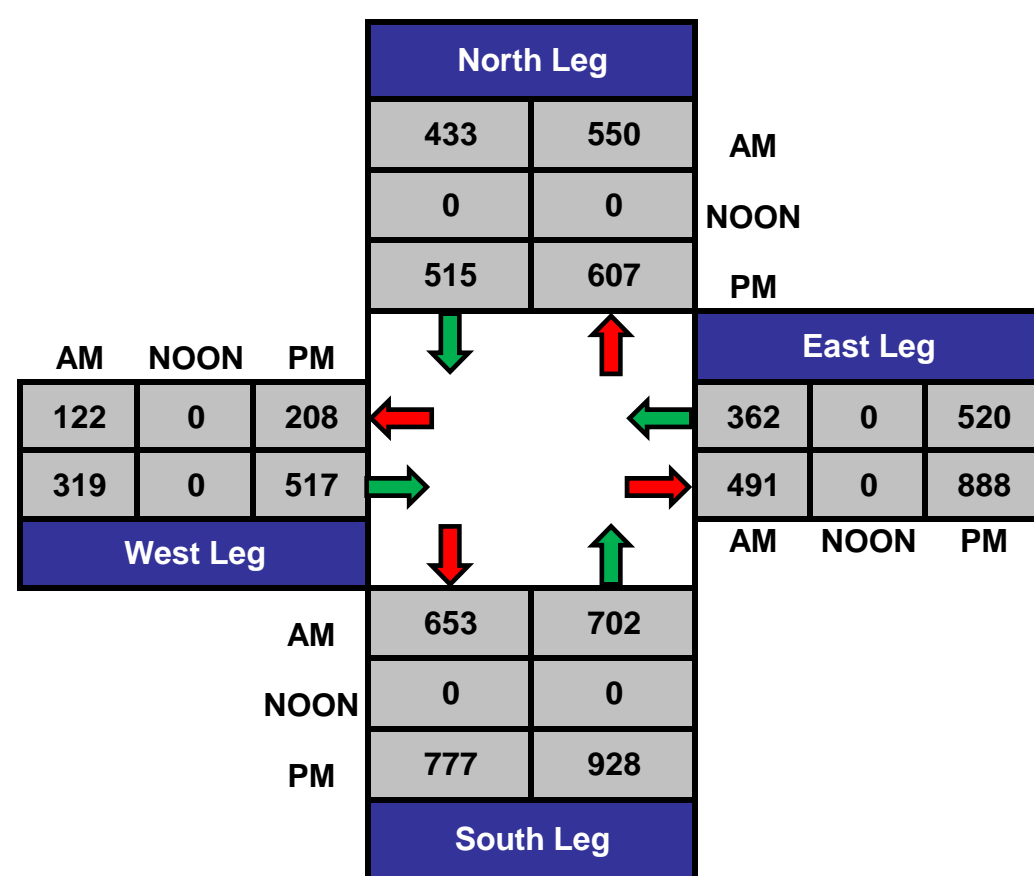 North Leg
433 550 AM
0 0 NOON
515 607 PM
AM NOON PM
East Leg
122 0 208
362 0 520
319 0 517
491 0 888
West Leg
AM NOON PM
AM 653 702
NOON 0 0
PM 777 928
South Leg